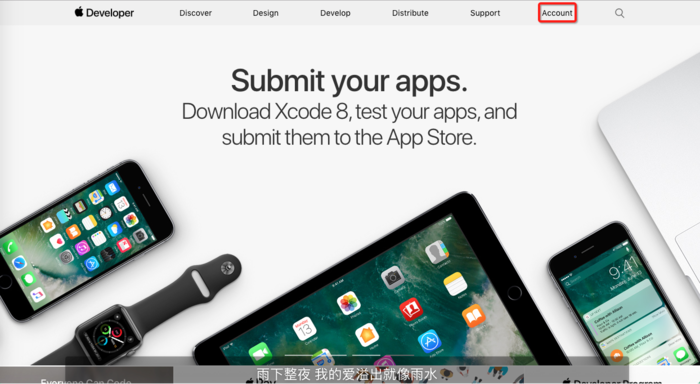 Developer
Discover
Design
Develop
Distribute
Support
Account
Submit your apps.
Download Xcode 8, test your apps, and
submit them to the App Store.
9:41
雨下整夜 我的爱溢出就像雨水
Everyone Can Code
Developer Program